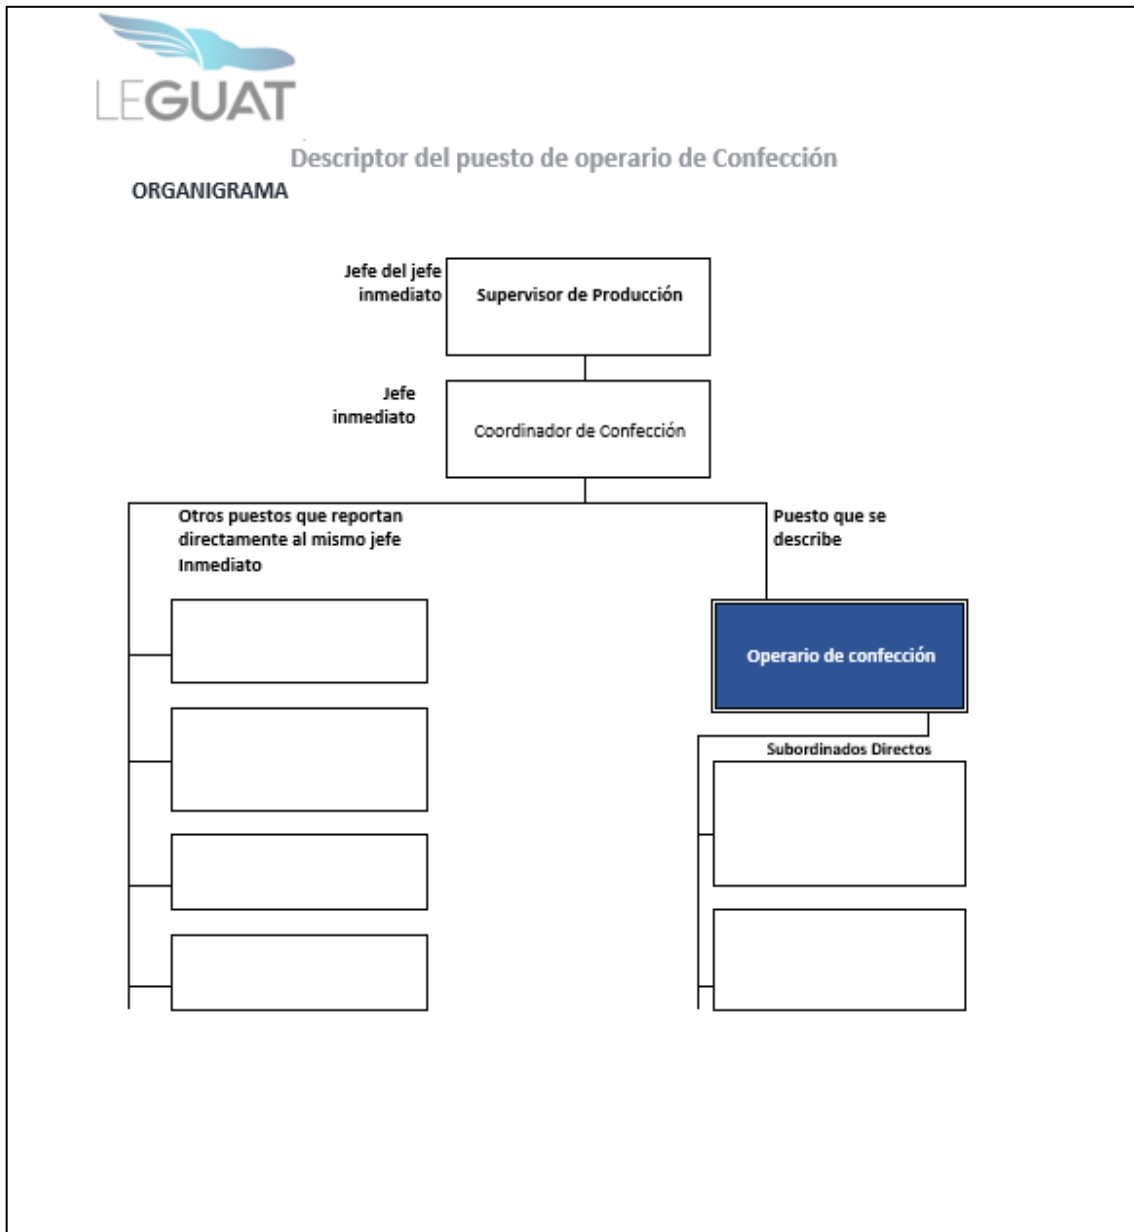 LEGUAT
Descriptor del puesto de operario de Confección
ORGANIGRAMA
Jefe del jefe
inmediato
Supervisor de Producción
Jefe
inmediato
Coordinador de Confección
Otros puestos que reportan
directamente al mismo jefe
Inmediato
Puesto que se
describe
Operario de confección
Subordinados Directos